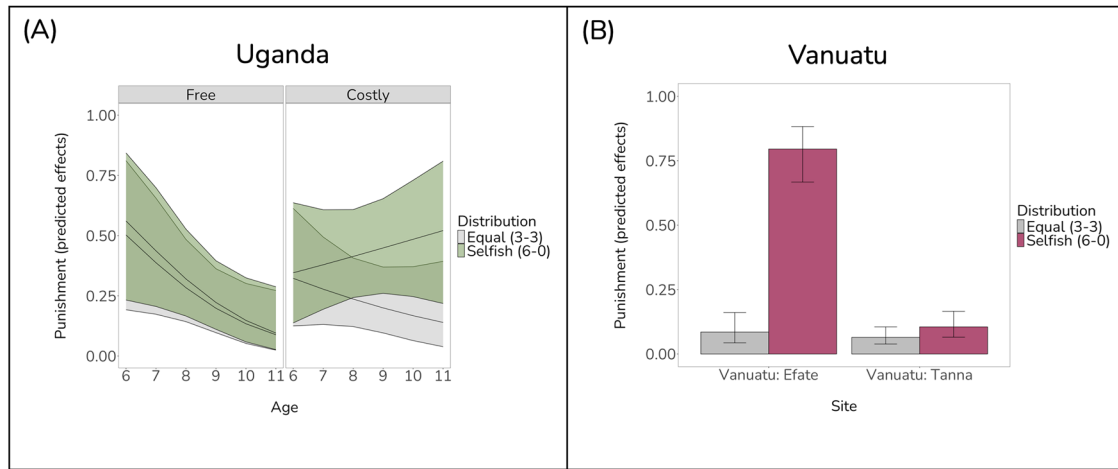 (A)
Uganda
Free
Costly
Punishment (predicted effects)
1.00
0.75
0.50
0.25
0.00
6 7 8 9 10 11
6 7 8 9 10 11
Age
Distribution
Equal (3-3)
Selfish (6-0)
(B)
Vanuatu
Punishment (predicted effects)
1.00
0.75
0.50
0.25
0.00
Vanuatu: Efate
Vanuatu: Tanna
Site
Distribution
Equal (3-3)
Selfish (6-0)